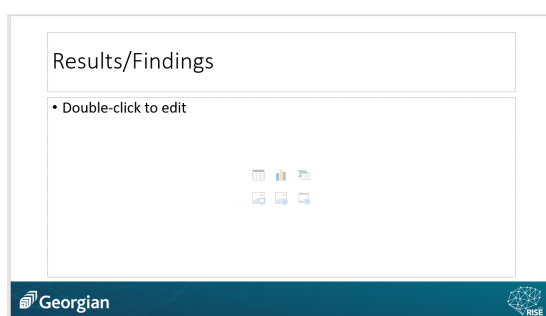 Results/Findings
• Double-click to edit
Georgian
RISE